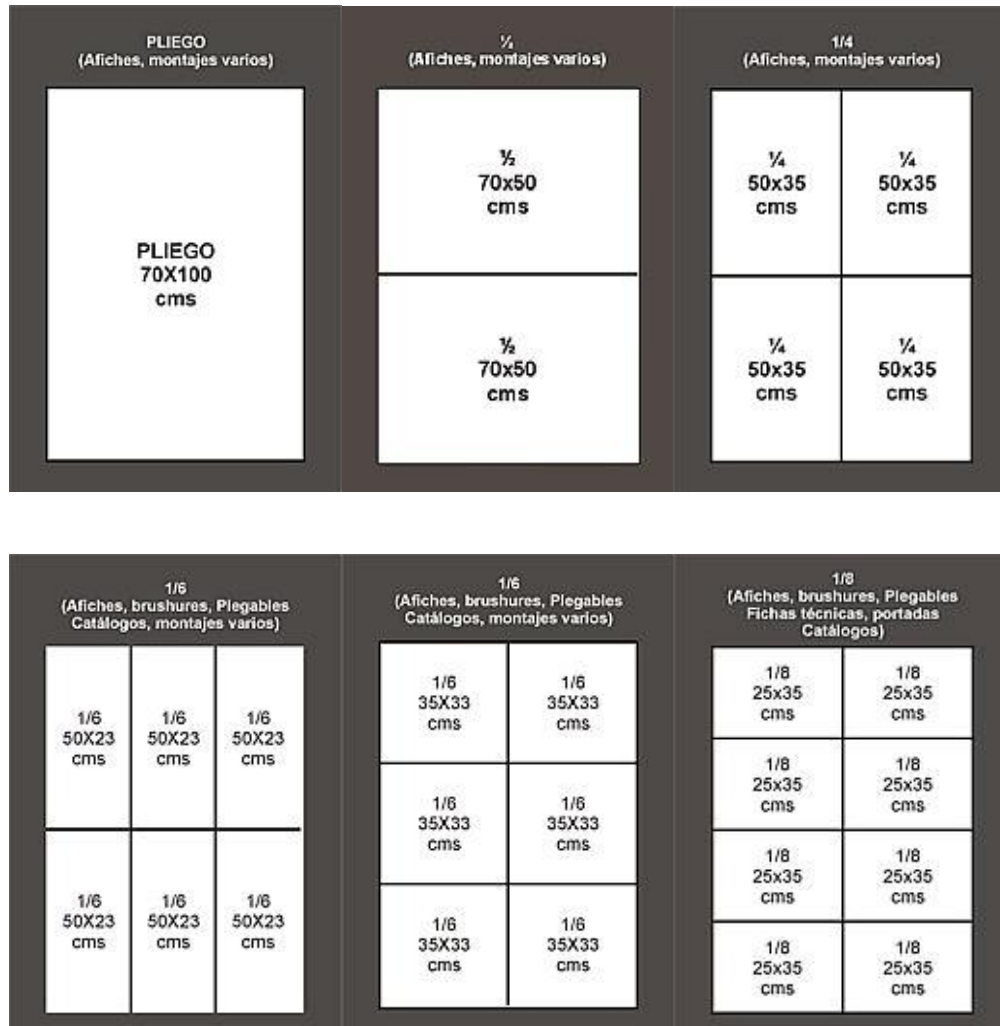 PLIEGO
(Afiches, montajes varios)
PLIEGO
70X100
cms
½
(Afiches, montajes varios)
½
70x50
cms
½
70x50
cms
1/4
(Afiches, montajes varios)
¼ ¼
50x35 50x35
cms cms
¼ ¼
50x35 50x35
cms cms
1/6
(Afiches, brushures, Plegables
Catálogos, montajes varios)
1/6 1/6 1/6
50X23 50X23 50X23
cms cms cms
1/6 1/6 1/6
50X23 50X23 50X23
cms cms cms
1/6
(Afiches, brushures, Plegables
Catálogos, montajes varios)
1/6 1/6
35X33 35X33
cms cms
1/6 1/6
35X33 35X33
cms cms
1/6 1/6
35X33 35X33
cms cms
1/8
(Afiches, brushures, Plegables
Fichas técnicas, portadas
Catálogos)
1/8 1/8
25x35 25x35
cms cms
1/8 1/8
25x35 25x35
cms cms
1/8 1/8
25x35 25x35
cms cms
1/8 1/8
25x35 25x35
cms cms